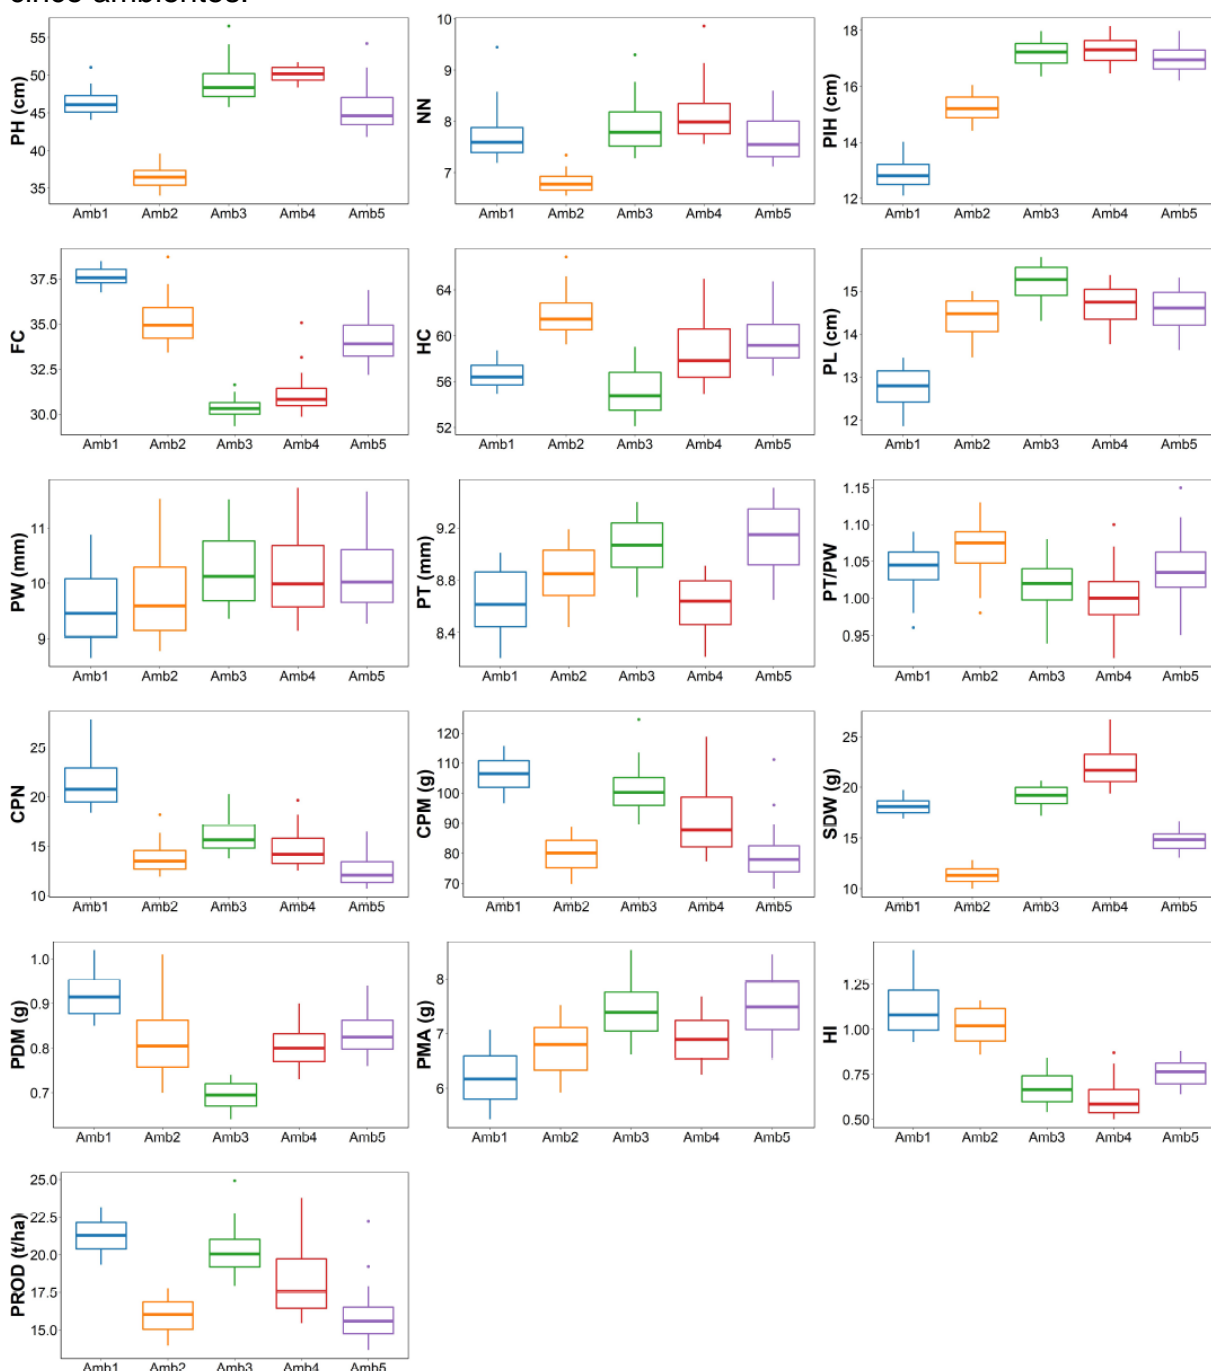 cinco ambientes.
PH (cm)
55
50
45
40
35
Amb1 Amb2 Amb3 Amb4 Amb5
NN
10
9
8
7
Amb1 Amb2 Amb3 Amb4 Amb5
PIH (cm)
18
16
14
12
Amb1 Amb2 Amb3 Amb4 Amb5
FC
37.5
35.0
32.5
30.0
Amb1 Amb2 Amb3 Amb4 Amb5
HC
64
60
56
52
Amb1 Amb2 Amb3 Amb4 Amb5
PL (cm)
15
14
13
12
Amb1 Amb2 Amb3 Amb4 Amb5
PW (mm)
11
10
9
Amb1 Amb2 Amb3 Amb4 Amb5
PT (mm)
9.2
8.8
8.4
Amb1 Amb2 Amb3 Amb4 Amb5
PT/PW
1.15
1.10
1.05
1.00
0.95
Amb1 Amb2 Amb3 Amb4 Amb5
CPN
25
20
15
10
Amb1 Amb2 Amb3 Amb4 Amb5
CPM (g)
120
110
100
90
80
70
Amb1 Amb2 Amb3 Amb4 Amb5
SDW (g)
25
20
15
10
Amb1 Amb2 Amb3 Amb4 Amb5
PDM (g)
1.0
0.9
0.8
0.7
Amb1 Amb2 Amb3 Amb4 Amb5
PMA (g)
8
7
6
Amb1 Amb2 Amb3 Amb4 Amb5
HI
1.25
1.00
0.75
0.50
Amb1 Amb2 Amb3 Amb4 Amb5
PROD (t/ha)
25.0
22.5
20.0
17.5
15.0
Amb1 Amb2 Amb3 Amb4 Amb5